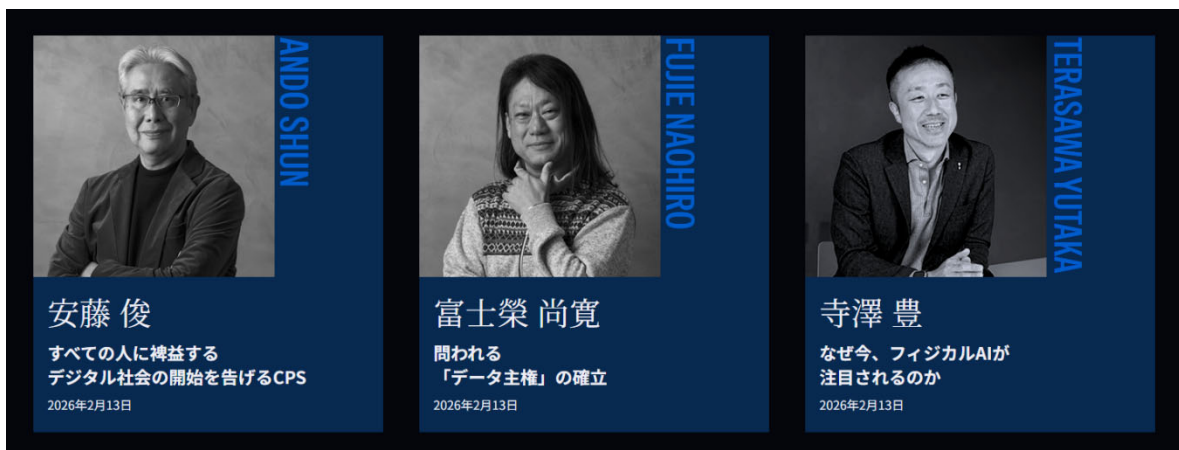 ANDO SHUN
安藤 俊
すべての人に裨益する
デジタル社会の開始を告げるCPS
2026年2月13日
FUJIE NAOHIRO
富士榮 尚寛
問われる
「データ主権」の確立
2026年2月13日
TERASAWA YUTAKA
寺澤 豊
なぜ今、フィジカルAIが
注目されるのか
2026年2月13日